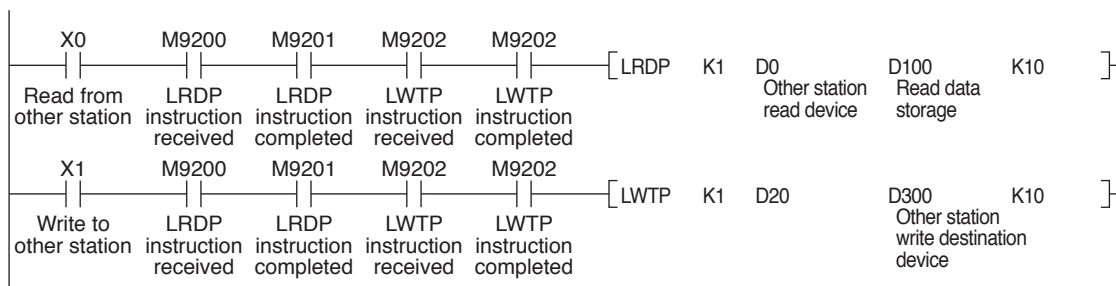 X0 M9200 M9201 M9202 M9202
LRDP K1 D0 D100 K10
Read from other station
LRDP instruction received
LRDP instruction completed
LWTP instruction received
LWTP instruction completed
Other station read device
Read data storage
X1 M9200 M9201 M9202 M9202
LWTP K1 D20 D300 K10
Write to other station
LRDP instruction received
LRDP instruction completed
LWTP instruction received
LWTP instruction completed
Other station write destination device